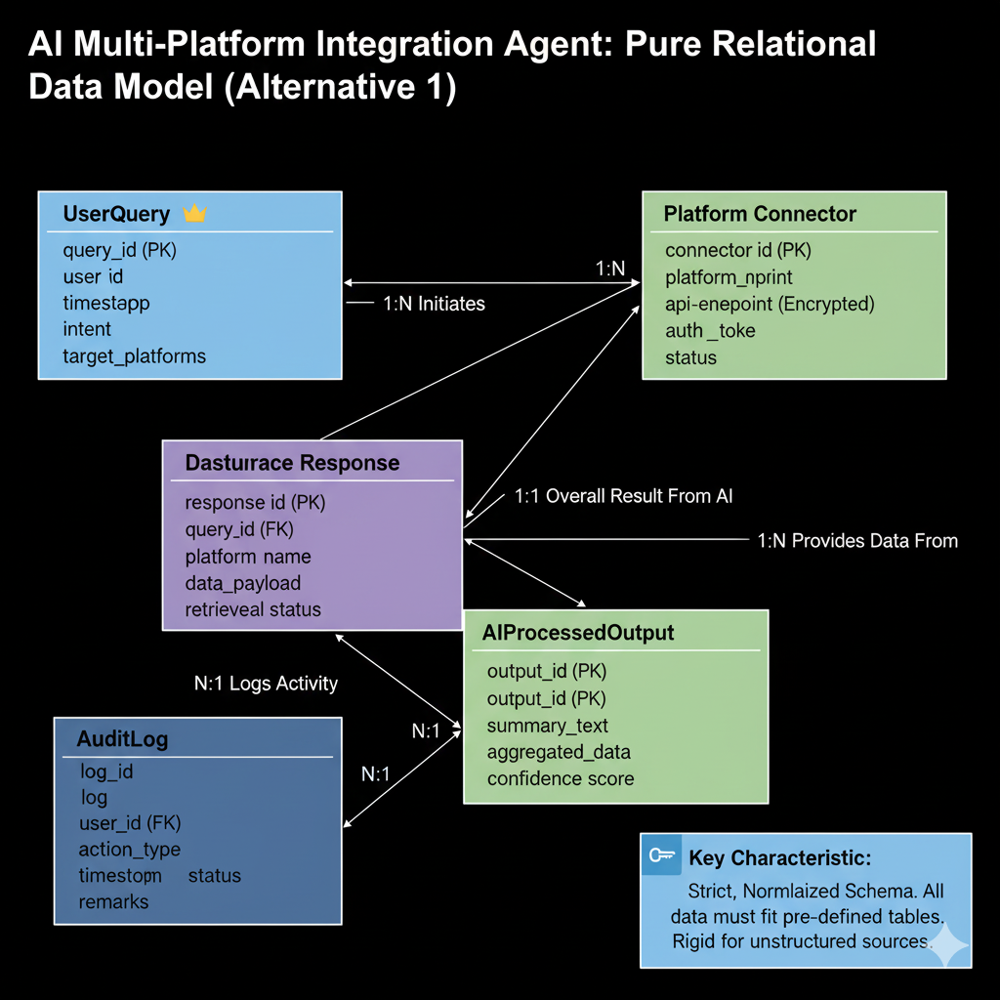 AI Multi-Platform Integration Agent: Pure Relational
Data Model (Alternative 1)
UserQuery
query_id (PK)
user id
timestapp
intent
target_platforms
1:N
1:N Initiates
Platform Connector
connector id (PK)
platform_nprint
api-enepoint (Encrypted)
auth _toke
status
Dasturrace Response
response id (PK)
query_id (FK)
platform name
data_payload
retrieveal status
1:1 Overall Result From AI
1:N Provides Data From
AIProcessedOutput
output_id (PK)
output_id (PK)
summary_text
aggregated_data
confidence score
N:1 Logs Activity
N:1
N:1
AuditLog
log_id
log
user_id (FK)
action_type
timestopm status
remarks
Key Characteristic:
Strict, Normlaized Schema. All
data must fit pre-defined tables.
Rigid for unstructured sources.